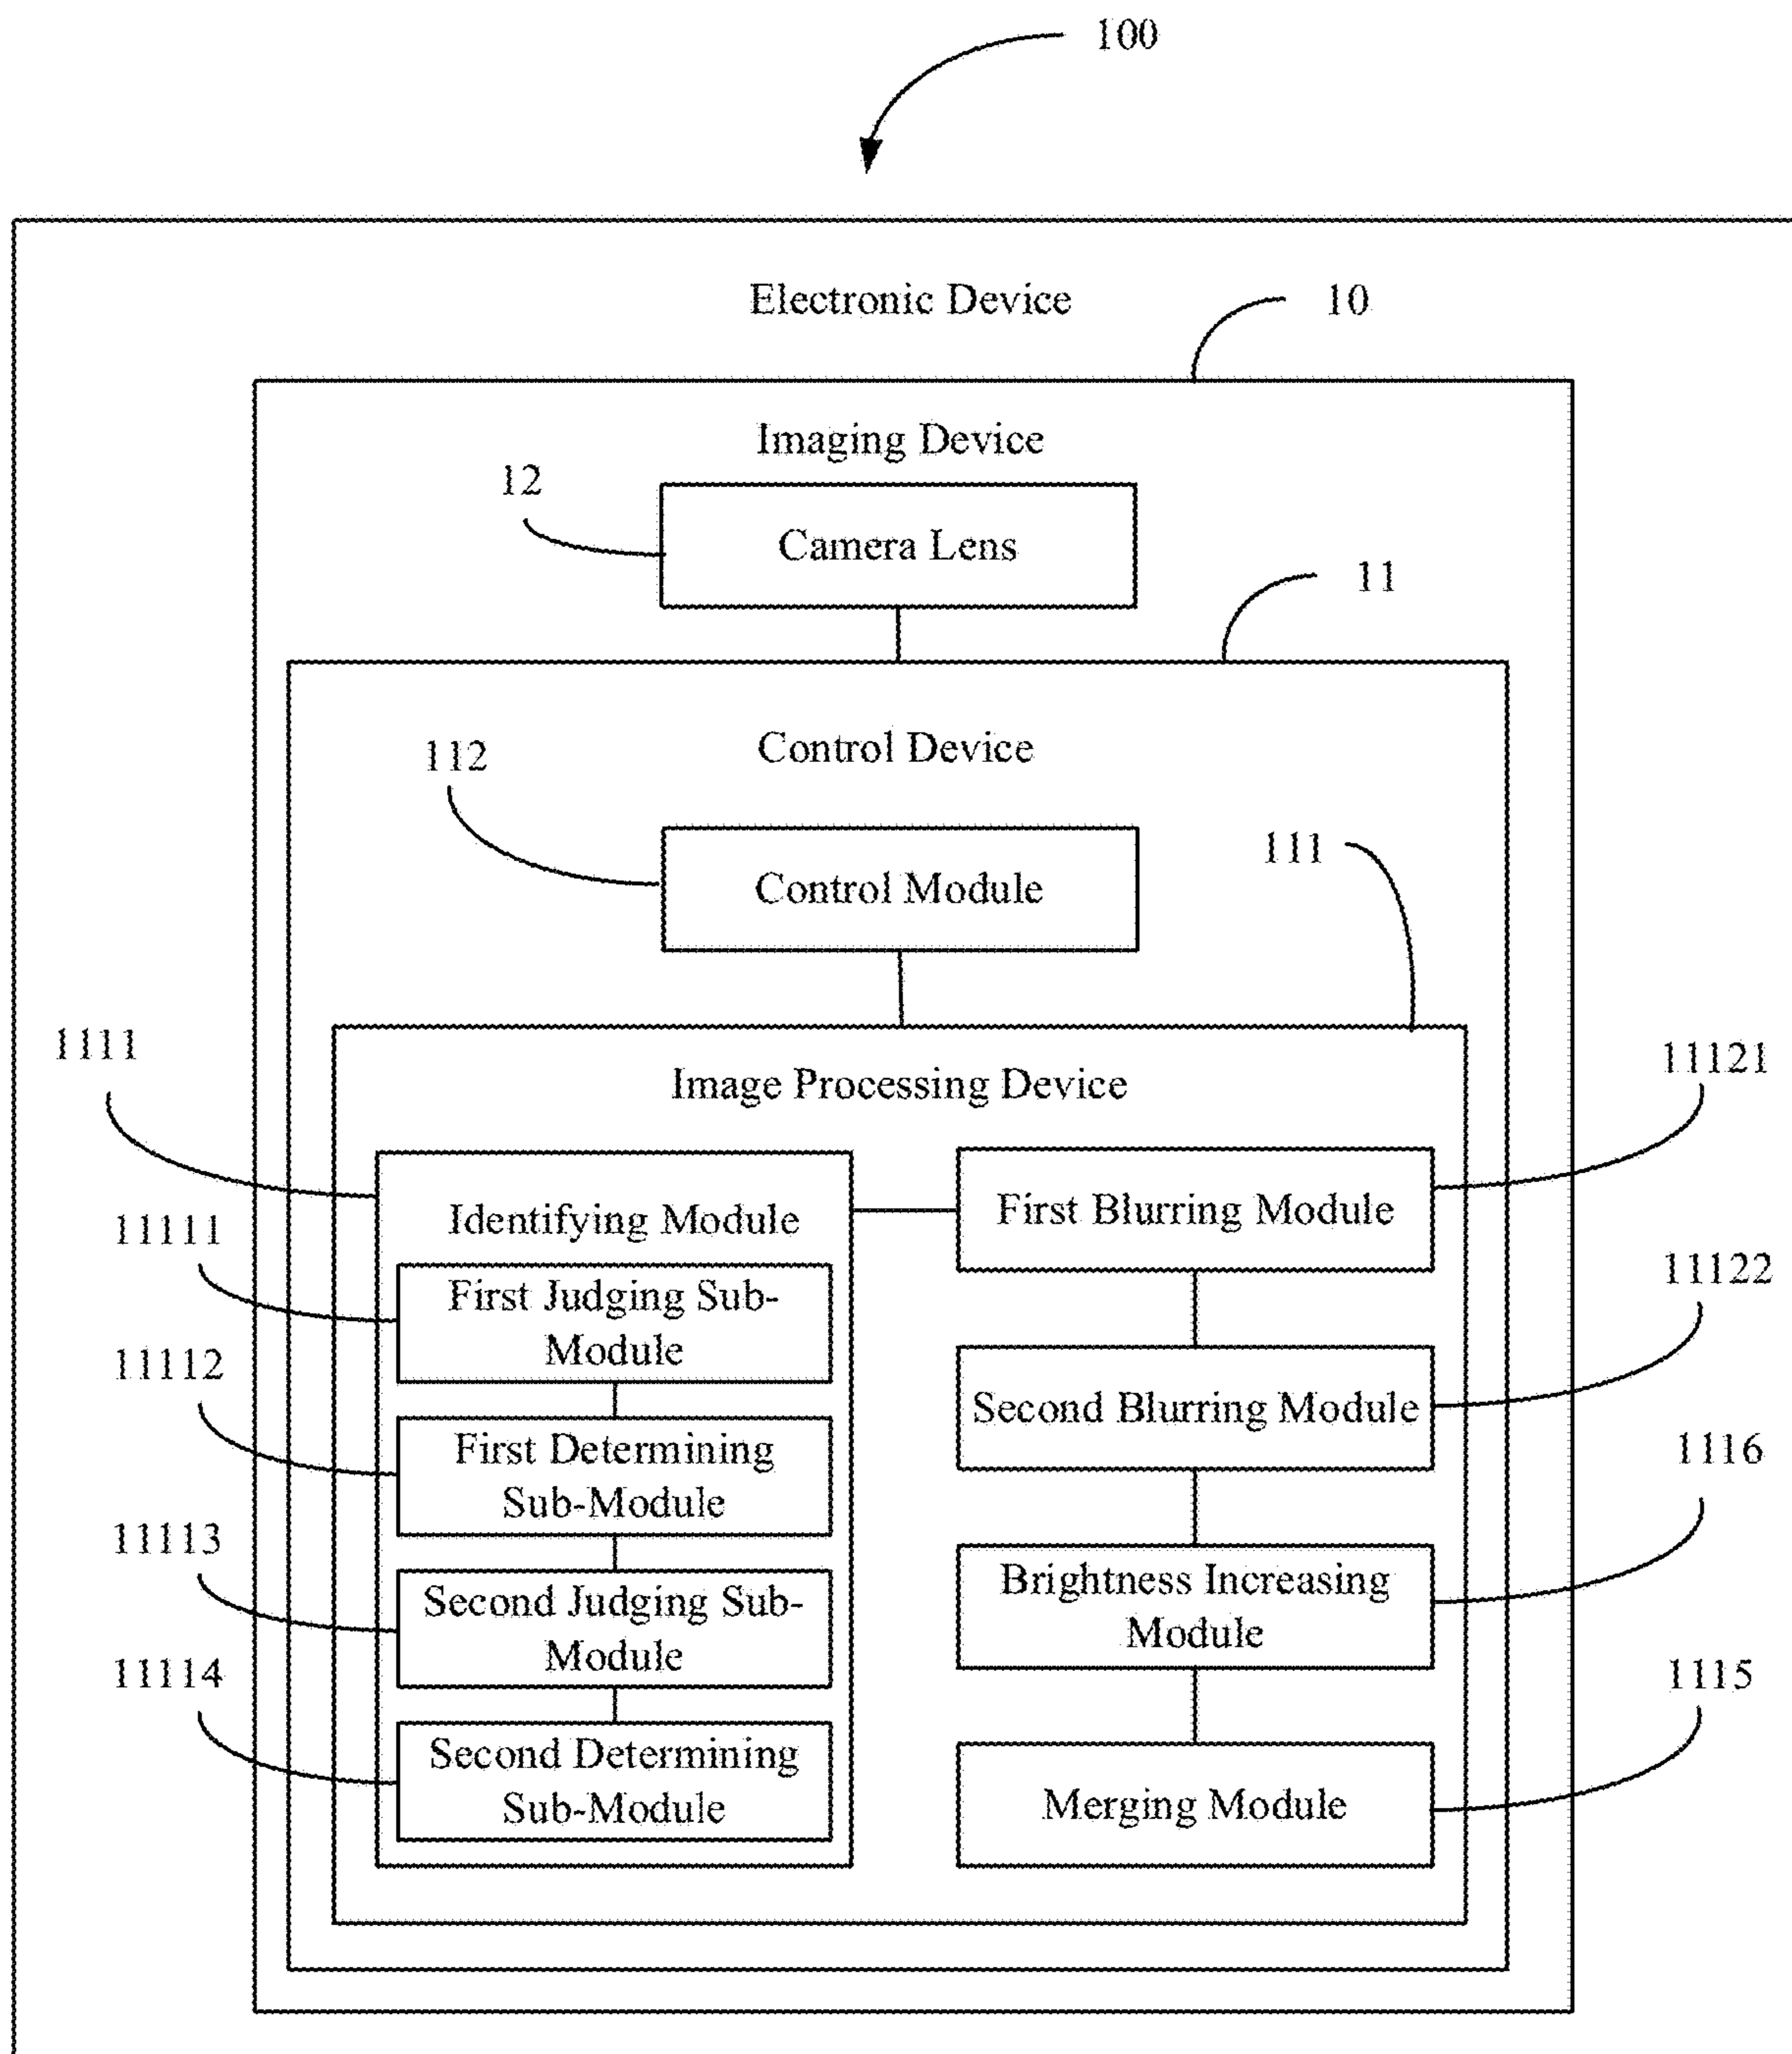 100
Electronic Device
10
Imaging Device
12
Camera Lens
11
Control Device
112
Control Module
111
1111
Image Processing Device
11121
Identifying Module
First Blurring Module
11111
First Judging Sub-
Module
11122
11112
Second Blurring Module
First Determining
Sub-Module
1116
11113
Second Judging Sub-
Module
Brightness Increasing
Module
11114
1115
Second Determining
Sub-Module
Merging Module